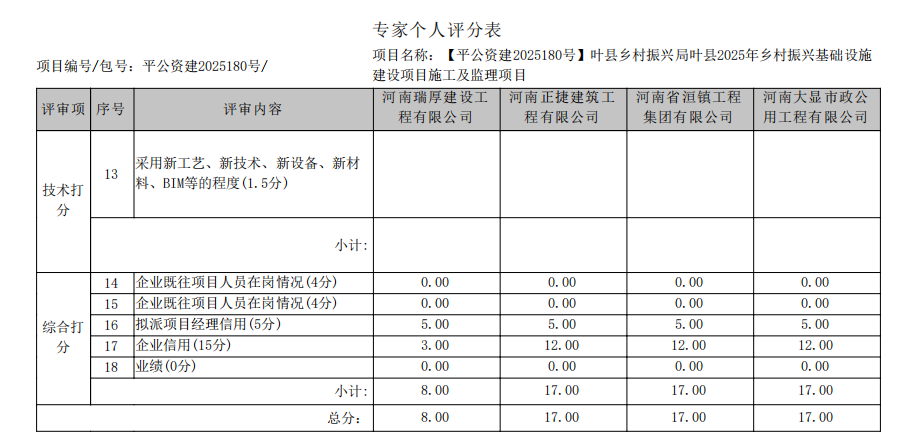 专家个人评分表
项目编号/包号: 平公资建2025180号/
项目名称: 【平公资建2025180号】叶县乡村振兴局叶县2025年乡村振兴基础设施
建设项目施工及监理项目
评审项 序号 评审内容 河南瑞厚建设工程有限公司 河南正捷建筑工程有限公司 河南省洹镇工程集团有限公司 河南大显市政公用工程有限公司
技术打分
13 采用新工艺、新技术、新设备、新材
料、BIM等的程度(1.5分)
小计:
综合打分
14 企业既往项目人员在岗情况(4分) 0.00 0.00 0.00 0.00
15 企业既往项目人员在岗情况(4分) 0.00 0.00 0.00 0.00
16 拟派项目经理信用(5分) 5.00 5.00 5.00 5.00
17 企业信用(15分) 3.00 12.00 12.00 12.00
18 业绩(0分) 0.00 0.00 0.00 0.00
小计: 8.00 17.00 17.00 17.00
总分: 8.00 17.00 17.00 17.00